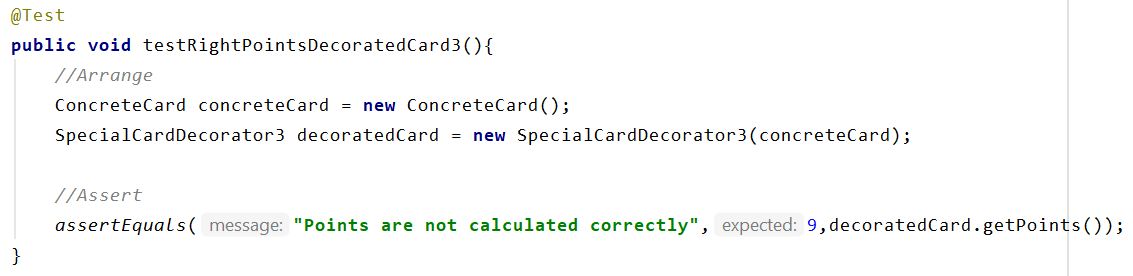 @Test
public void testRightPointsDecoratedCard3(){
//Arrange
ConcreteCard concreteCard = new ConcreteCard();
SpecialCardDecorator3 decoratedCard = new SpecialCardDecorator3(concreteCard);
//Assert
assertEquals( message: "Points are not calculated correctly", expected: 9,decoratedCard.getPoints());
}